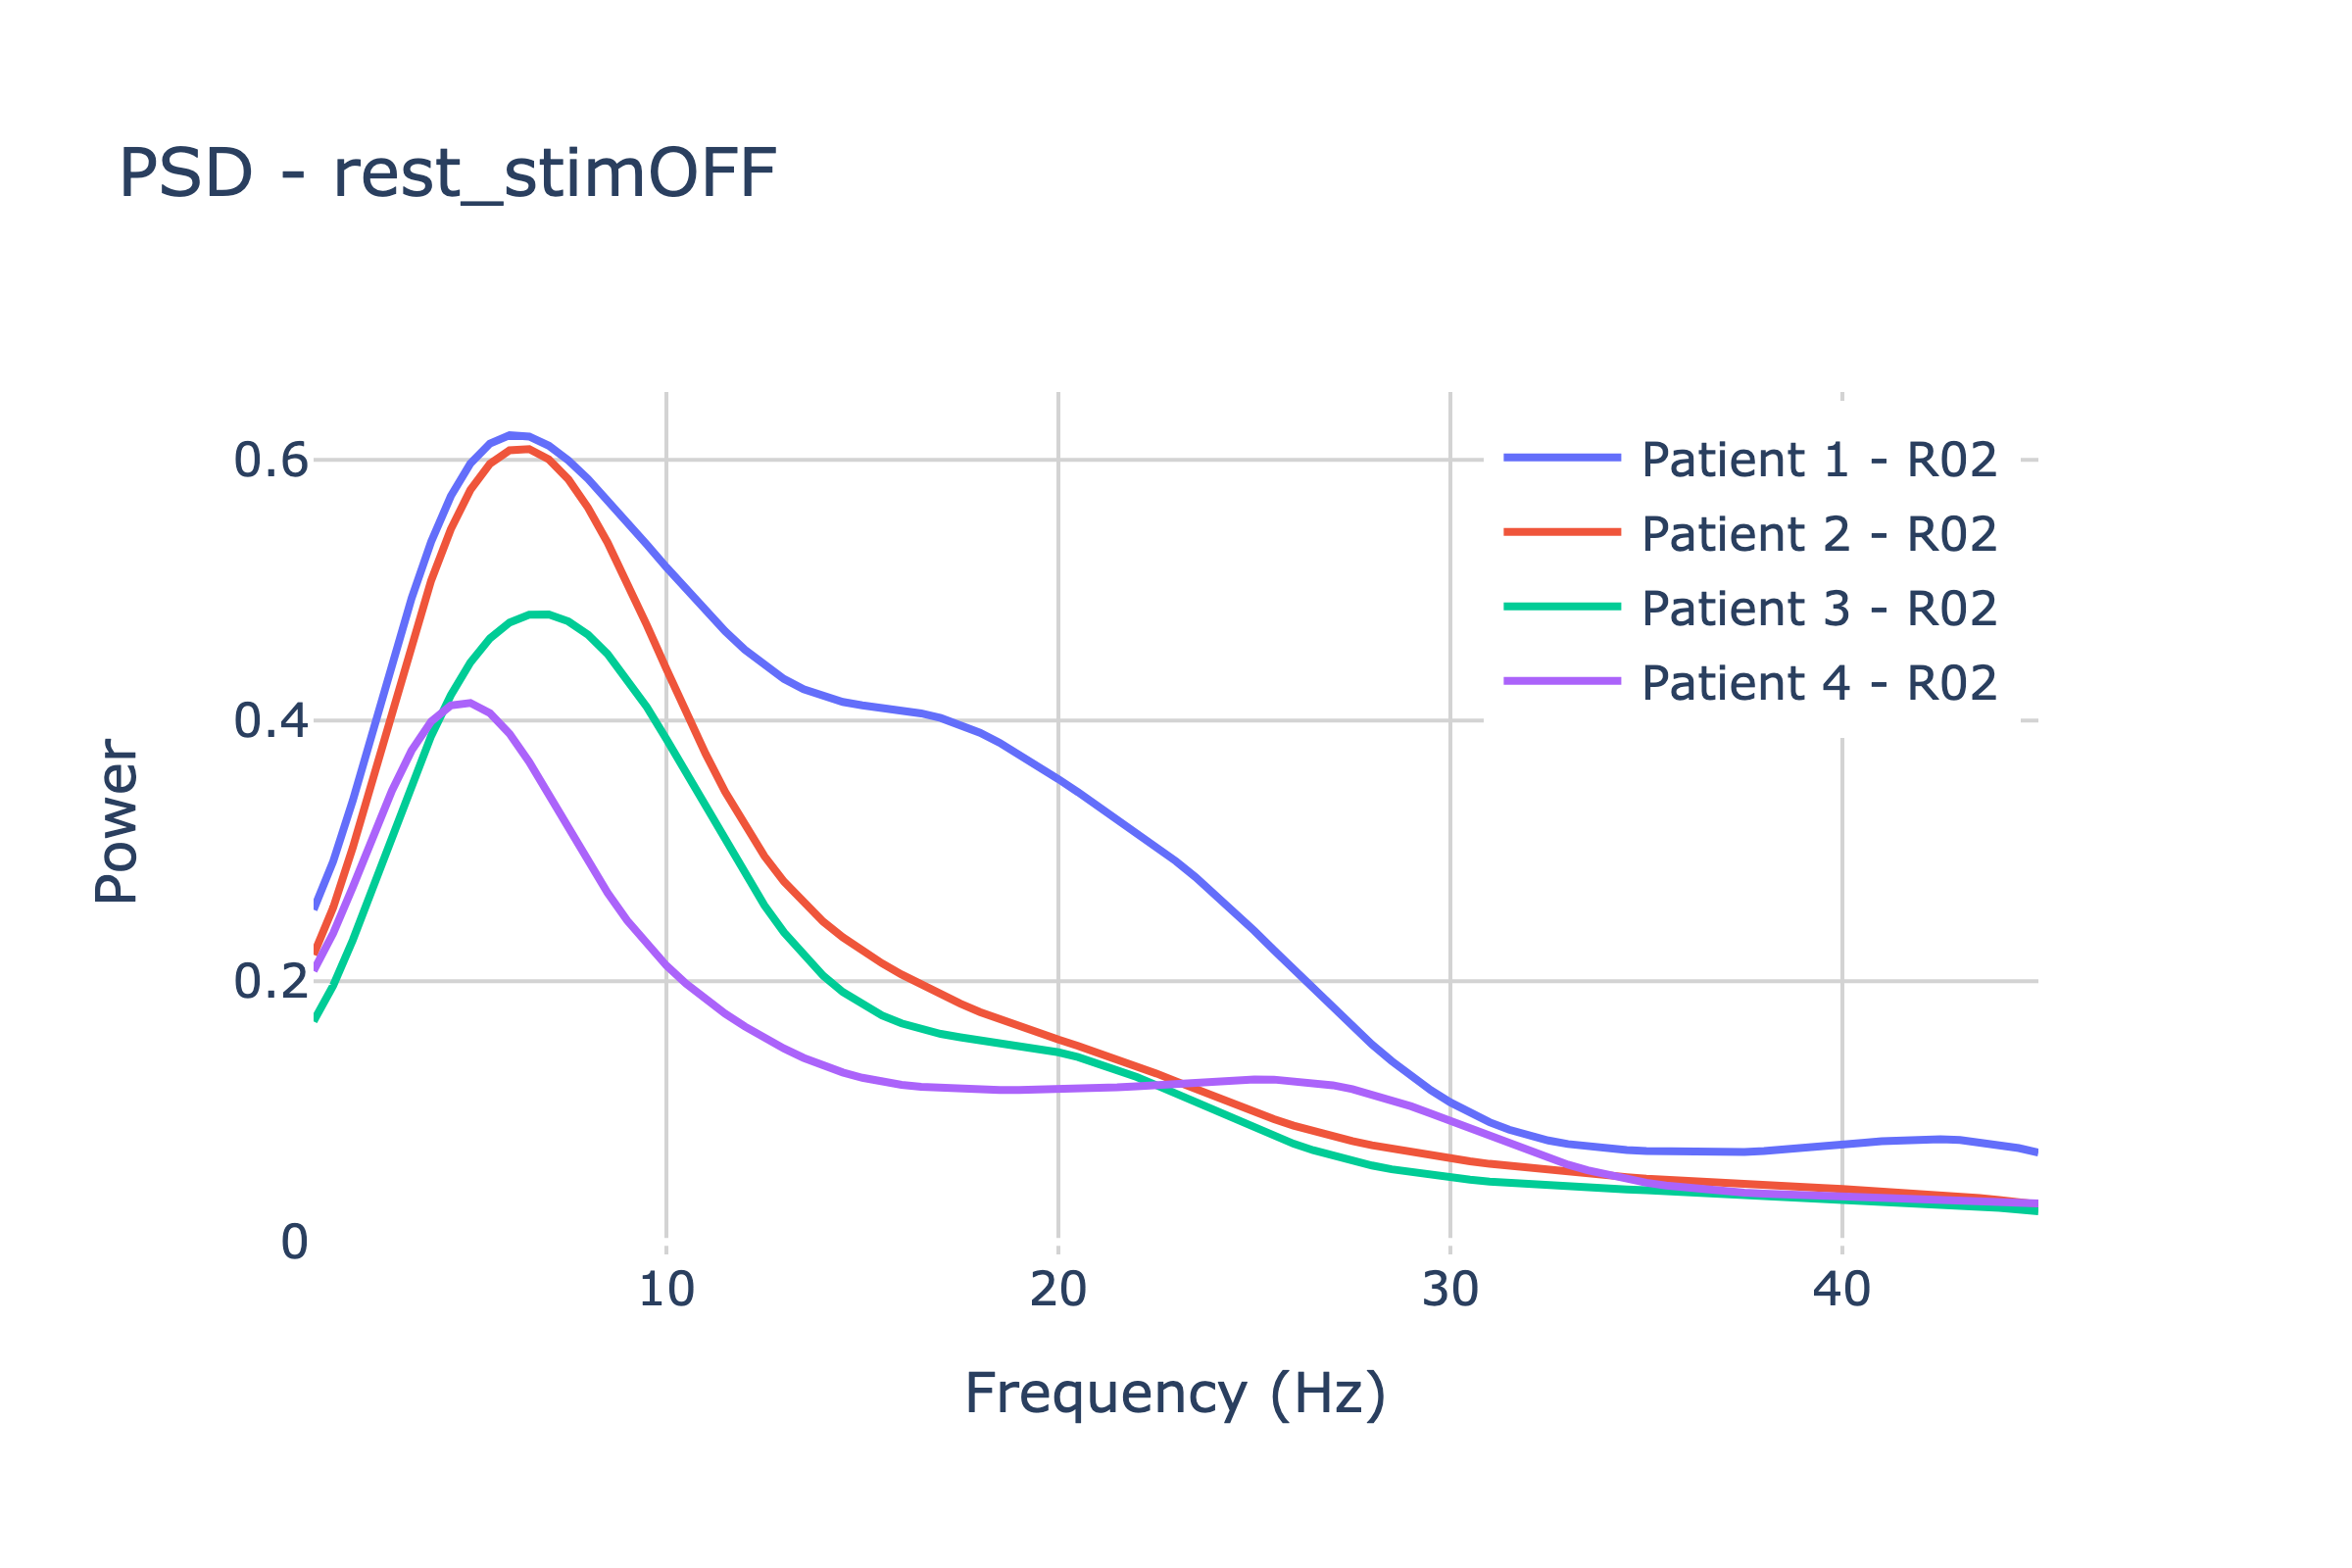 PSD - rest_stimOFF
Patient 1 - R02
Patient 2 - R02
Patient 3 - R02
Patient 4 - R02
0.6
0.4
0.2
0
Power
10
20
30
40
Frequency (Hz)